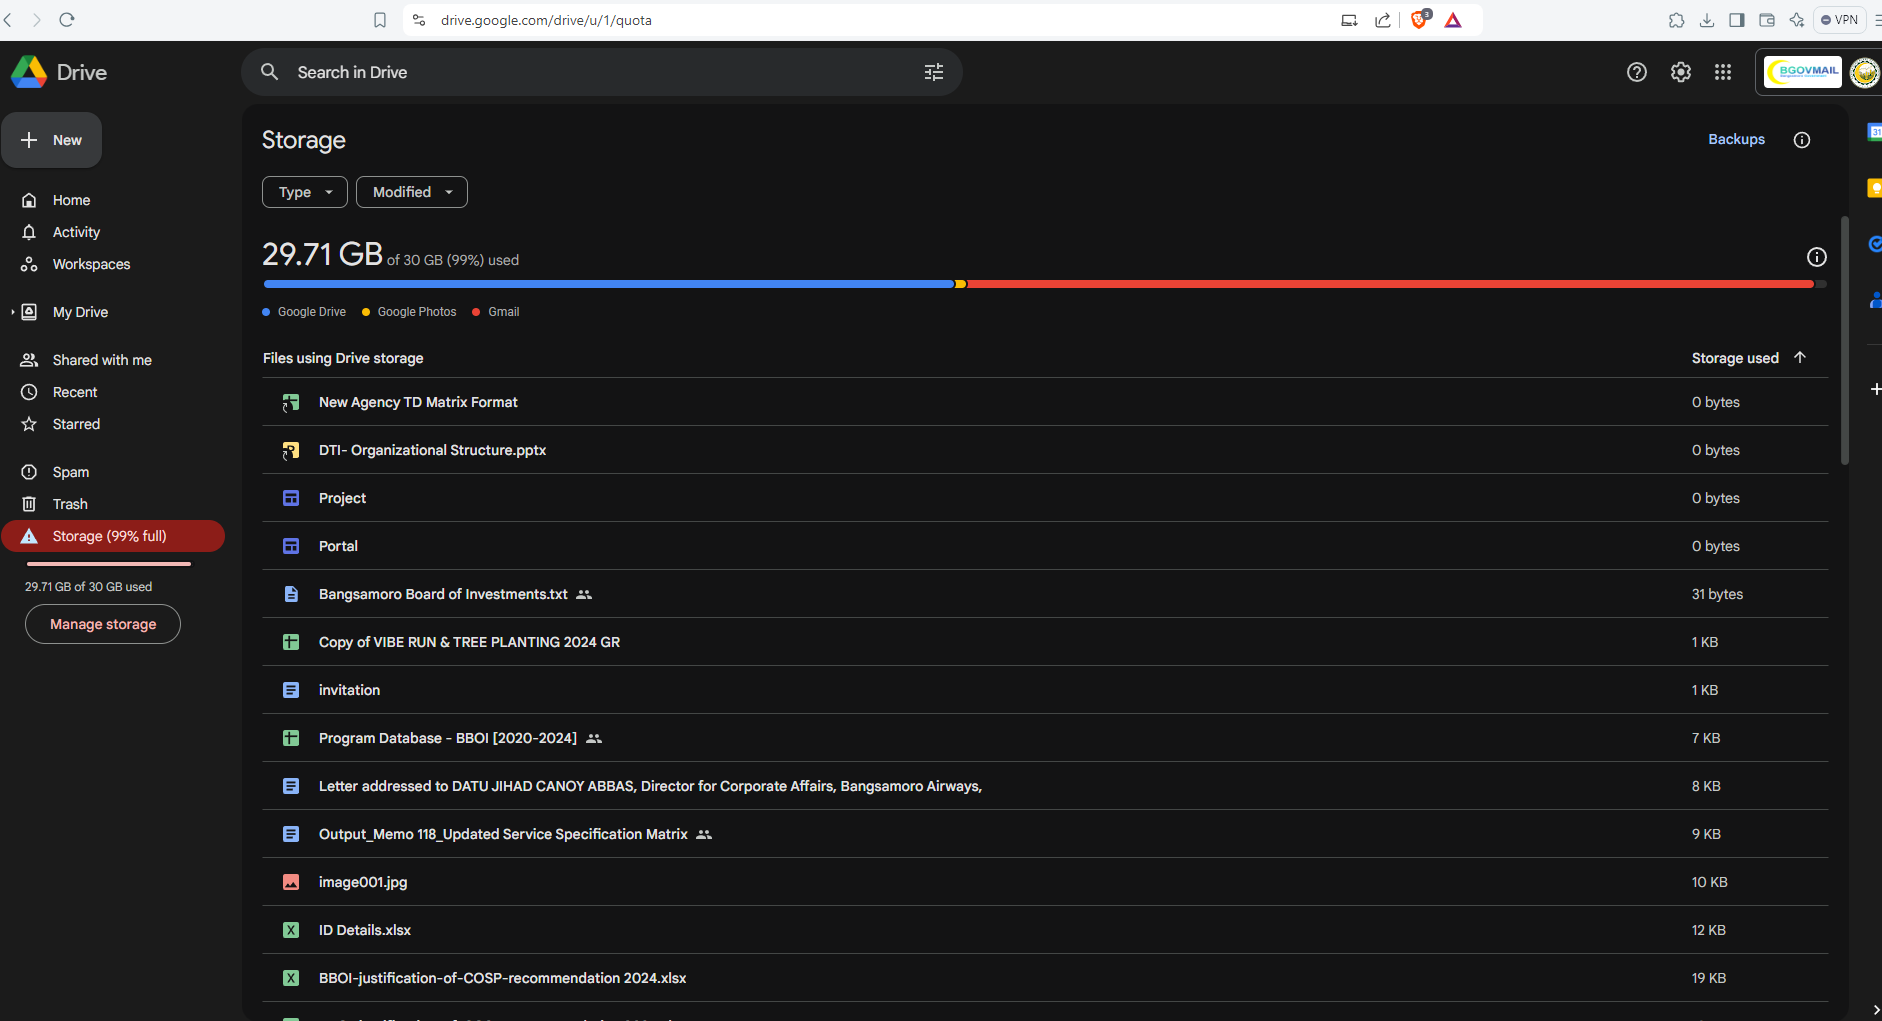 drive.google.com/drive/u/1/quota
3
VPN
Drive
Search in Drive
BGOVMAIL
New
Storage
Backups
31
Type
Modified
Home
Activity
Workspaces
29.71 GB of 30 GB (99%) used
My Drive
Google Drive
Google Photos
Gmail
Shared with me
Files using Drive storage
Storage used
Recent
New Agency TD Matrix Format
0 bytes
Starred
DTI- Organizational Structure.pptx
0 bytes
Spam
Project
0 bytes
Trash
Storage (99% full)
Portal
0 bytes
29.71 GB of 30 GB used
Bangsamoro Board of Investments.txt
31 bytes
Manage storage
Copy of VIBE RUN & TREE PLANTING 2024 GR
1 KB
invitation
1 KB
Program Database - BBOI [2020-2024]
7 KB
Letter addressed to DATU JIHAD CANOY ABBAS, Director for Corporate Affairs, Bangsamoro Airways,
8 KB
Output_Memo 118_Updated Service Specification Matrix
9 KB
image001.jpg
10 KB
ID Details.xlsx
12 KB
BBOI-justification-of-COSP-recommendation 2024.xlsx
19 KB